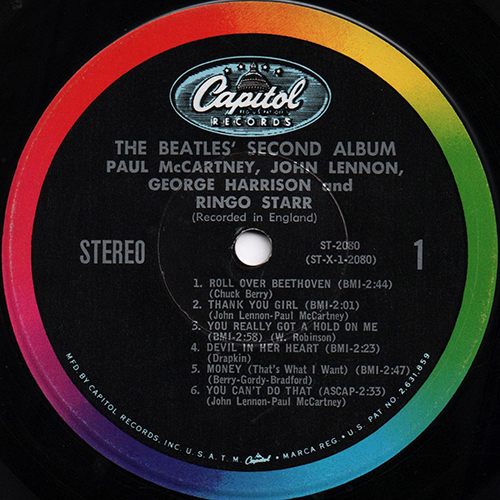 Capitol
REG. U.S. PAT. OFF.
RECORDS
THE BEATLES' SECOND ALBUM
PAUL McCARTNEY, JOHN LENNON,
GEORGE HARRISON and
RINGO STARR
(Recorded in England)
STEREO
ST-2080
(ST-X-1-2080)
1
1. ROLL OVER BEETHOVEN (BMI-2:44)
(Chuck Berry)
2. THANK YOU GIRL (BMI-2:01)
(John Lennon-Paul McCartney)
3. YOU REALLY GOT A HOLD ON ME
(BMI-2:58) (W. Robinson)
4. DEVIL IN HER HEART (BMI-2:23)
(Drapkin)
5. MONEY (That's What I Want) (BMI-2:47)
(Berry-Gordy-Bradford)
6. YOU CAN'T DO THAT (ASCAP-2:33)
(John Lennon-Paul McCartney)
MFD. BY CAPITOL RECORDS, INC. U.S.A. T.M. Capitol MARCA REG. • U.S. PAT. NO. 2,631,859